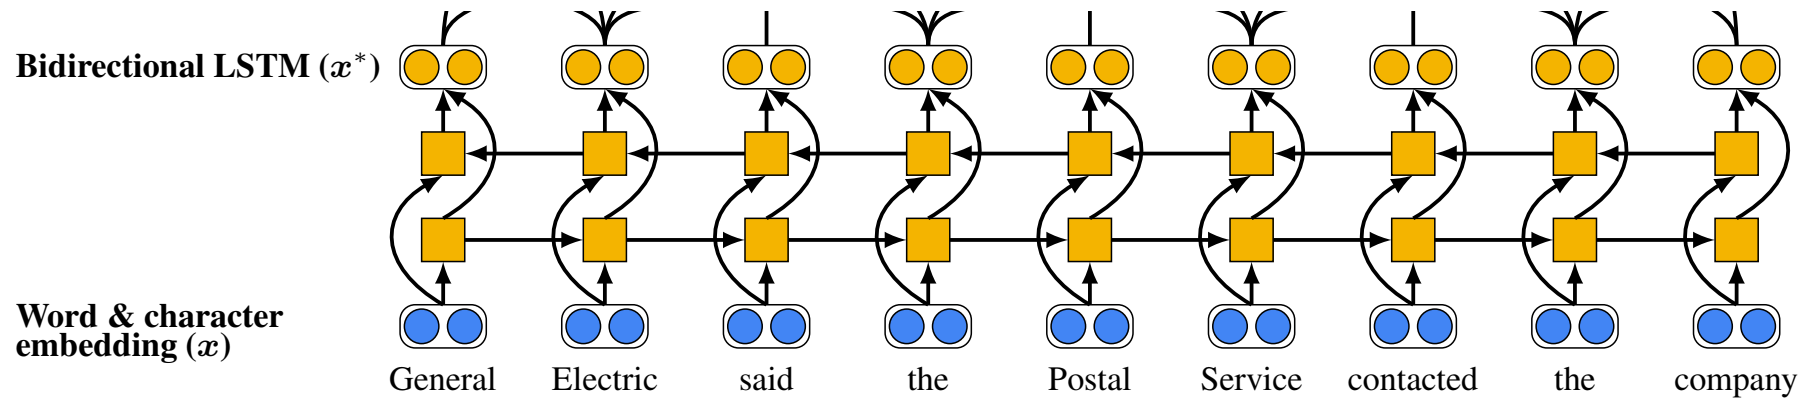 Bidirectional LSTM (x*)
Word & character
embedding (x)
General Electric said the Postal Service contacted the company